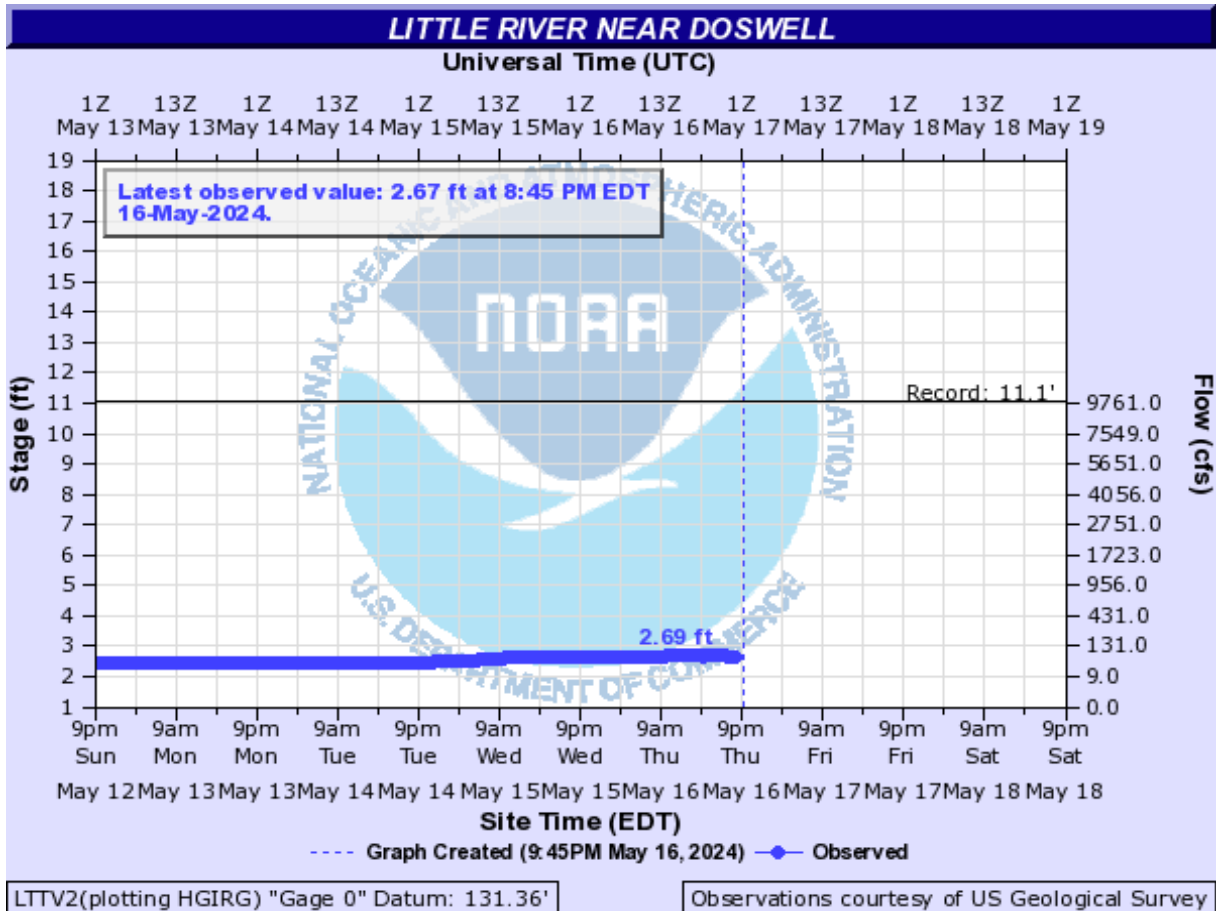 LITTLE RIVER NEAR DOSWELL
Universal Time (UTC)
1Z 13Z 1Z 13Z 1Z 13Z 1Z 13Z 1Z 13Z 1Z 13Z 1Z
May 13 May 13 May 14 May 14 May 15 May 15 May 16 May 16 May 17 May 17 May 18 May 18 May 19
Latest observed value: 2.67 ft at 8:45 PM EDT
16-May-2024.
NATIONAL OCEANIC AND ATMOSPHERIC ADMINISTRATION
NOAA
U.S. DEPARTMENT OF COMMERCE
Stage (ft)
19
18
17
16
15
14
13
12
11
10
9
8
7
6
5
4
3
2
1
Record: 11.1'
2.69 ft
Flow (cfs)
9761.0
7549.0
5651.0
4056.0
2751.0
1723.0
956.0
431.0
131.0
9.0
0.0
9pm 9am 9pm 9am 9pm 9am 9pm 9am 9pm 9am 9pm 9am 9pm
Sun Mon Mon Tue Tue Wed Wed Thu Thu Fri Fri Sat Sat
May 12 May 13 May 13 May 14 May 14 May 15 May 15 May 16 May 16 May 17 May 17 May 18 May 18
Site Time (EDT)
Graph Created (9:45PM May 16, 2024) Observed
LTTV2(plotting HGIRG) "Gage 0" Datum: 131.36'
Observations courtesy of US Geological Survey